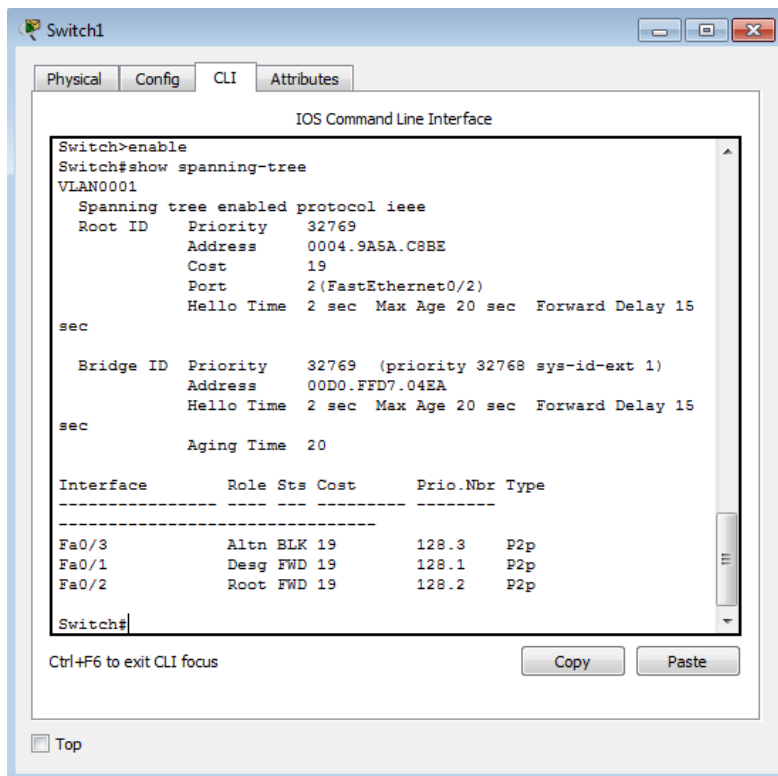 Switch1
Physical Config CLI Attributes
IOS Command Line Interface
Switch>enable
Switch#show spanning-tree
VLAN0001
  Spanning tree enabled protocol ieee
  Root ID    Priority    32769
             Address     0004.9A5A.C8BE
             Cost        19
             Port        2(FastEthernet0/2)
             Hello Time  2 sec  Max Age 20 sec  Forward Delay 15
sec
  Bridge ID  Priority    32769  (priority 32768 sys-id-ext 1)
             Address     00D0.FFD7.04EA
             Hello Time  2 sec  Max Age 20 sec  Forward Delay 15
sec
             Aging Time  20
Interface        Role Sts Cost      Prio.Nbr Type
---------------- ---- --- --------- --------
--------------------------------
Fa0/3            Altn BLK 19        128.3    P2p
Fa0/1            Desg FWD 19        128.1    P2p
Fa0/2            Root FWD 19        128.2    P2p
Switch#
Ctrl+F6 to exit CLI focus Copy Paste
Top